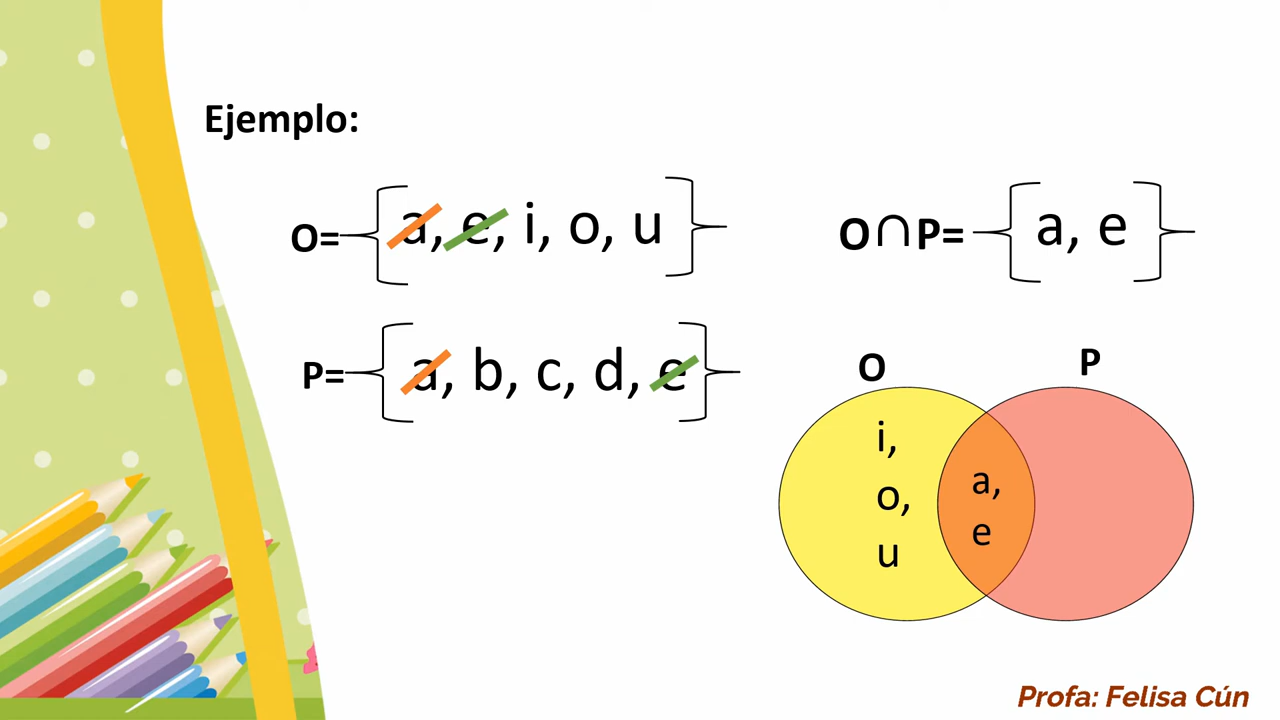 Ejemplo:
O= { a, e, i, o, u }
O∩P= { a, e }
P= { a, b, c, d, e }
O
P
i,
o,
u
a,
e
Profa: Felisa Cún